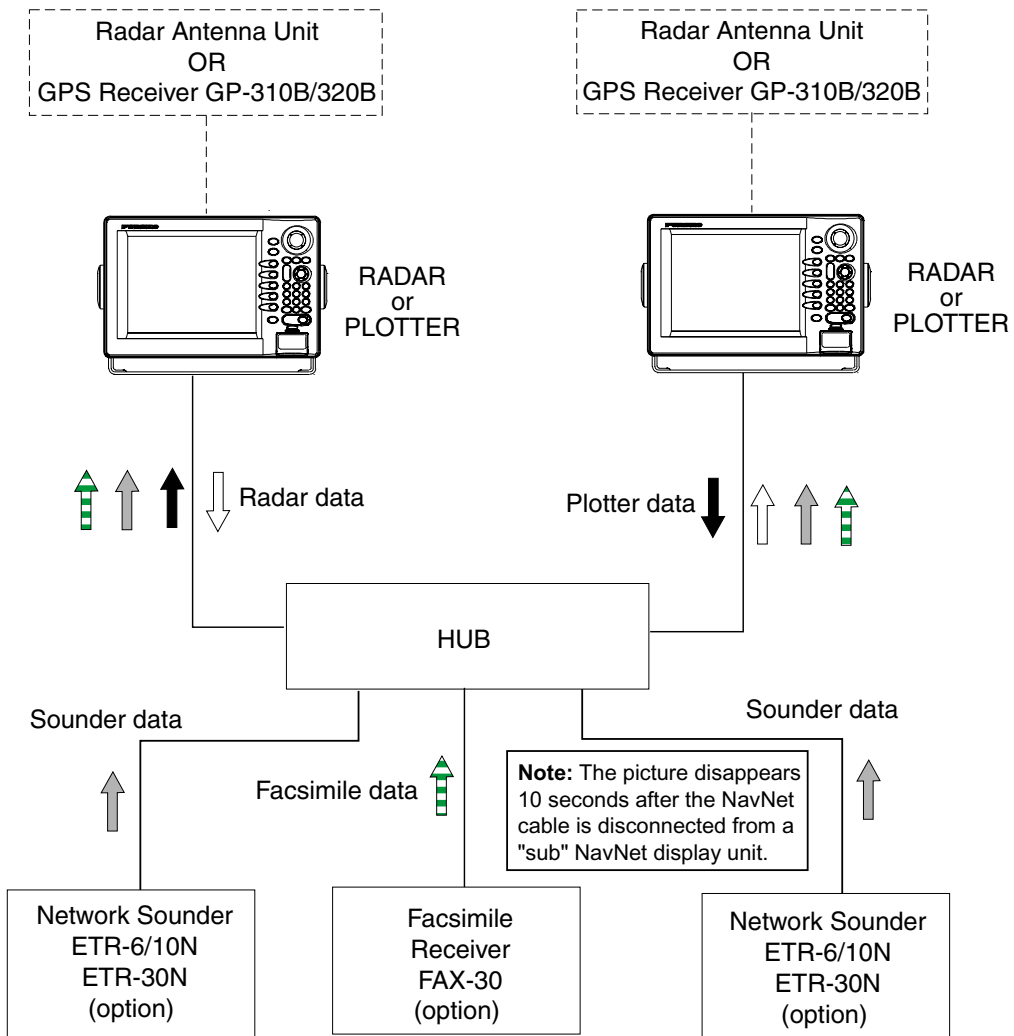 Radar Antenna Unit
OR
GPS Receiver GP-310B/320B
Radar Antenna Unit
OR
GPS Receiver GP-310B/320B
FURUNO
RADAR
or
PLOTTER
FURUNO
RADAR
or
PLOTTER
Radar data
Plotter data
HUB
Sounder data
Sounder data
Facsimile data
Note: The picture disappears
10 seconds after the NavNet
cable is disconnected from a
"sub" NavNet display unit.
Network Sounder
ETR-6/10N
ETR-30N
(option)
Facsimile
Receiver
FAX-30
(option)
Network Sounder
ETR-6/10N
ETR-30N
(option)